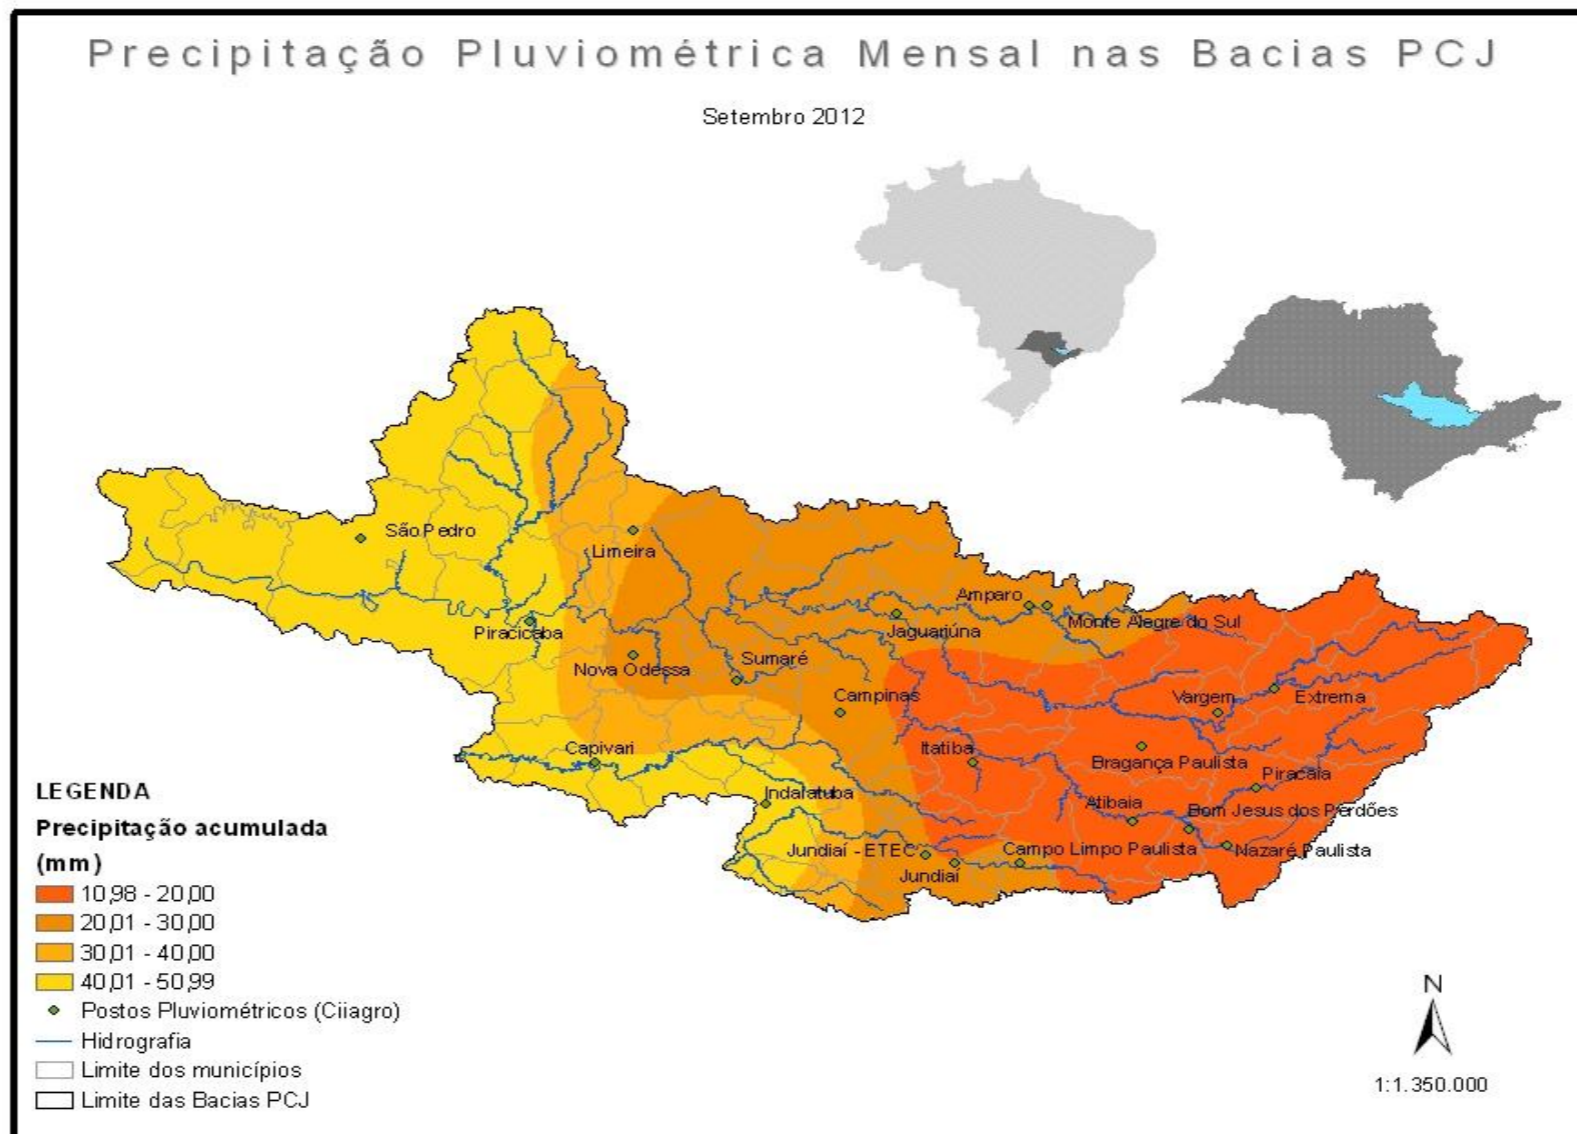 Precipitação Pluviométrica Mensal nas Bacias PCJ
Setembro 2012
São Pedro
Limeira
Piracicaba
Amparo
Monte Alegre do Sul
Jaguariúna
Nova Odessa
Sumaré
Campinas
Vargem
Extrema
Capivari
Itatiba
Bragança Paulista
Piracaia
Indaiatuba
Atibaia
Bom Jesus dos Perdões
Jundiaí - ETEC
Campo Limpo Paulista
Nazaré Paulista
Jundiaí
LEGENDA
Precipitação acumulada
(mm)
10,98 - 20,00
20,01 - 30,00
30,01 - 40,00
40,01 - 50,99
Postos Pluviométricos (Ciiagro)
Hidrografia
Limite dos municípios
Limite das Bacias PCJ
N
1:1.350.000